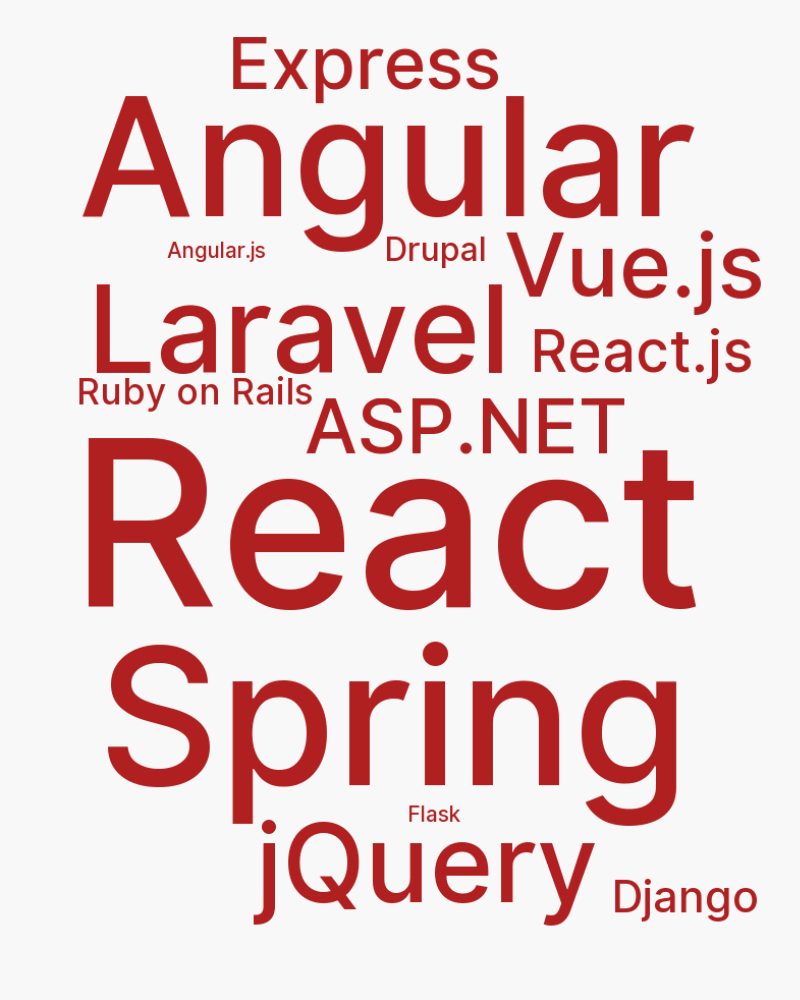 Express
Angular
Angular.js
Drupal
Vue.js
Laravel
React.js
Ruby on Rails
ASP.NET
React
Spring
Flask
jQuery
Django